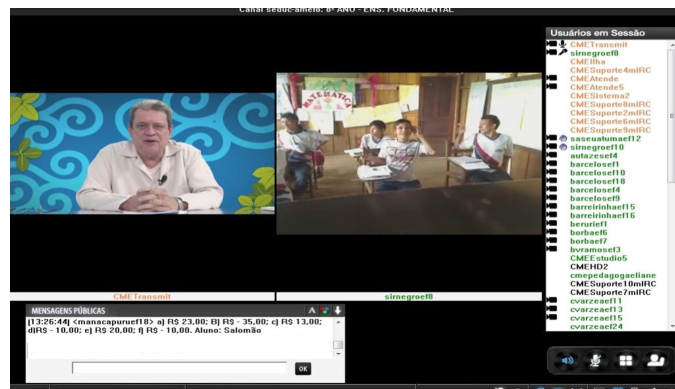 Canal seduc-amef6: 8º ANO - ENS. FUNDAMENTAL
MATEMÁTICA
CMETransmit
sirnegroef8
MENSAGENS PÚBLICAS
A
[13:26:44] <manacapuruef18> a) R$ 23,00; B) R$ - 35,00; c) R$ 13,00;
d)R$ - 10,00; e) R$ 20,00; f) R$ - 10,00. Aluno: Salomão
OK
Usuários em Sessão
CMETransmit
sirnegroef8
CMEIlha
CMESuporte4mIRC
CMEAtende
CMEAtende5
CMESistema2
CMESuporte8mIRC
CMESuporte2mIRC
CMESuporte6mIRC
CMESuporte9mIRC
saseuatumaef12
sirnegroef10
autazesef4
barcelosef1
barcelosef10
barcelosef18
barcelosef4
barcelosef9
barreirinhaef15
barreirinhaef16
berurief1
borbaef6
borbaef7
bvramosef3
CMEEstudio5
CMEHD2
cmepedagogaeliane
CMESuporte10mIRC
CMESuporte7mIRC
cvarzeaef11
cvarzeaef13
cvarzeaef15
cvarzeaef24